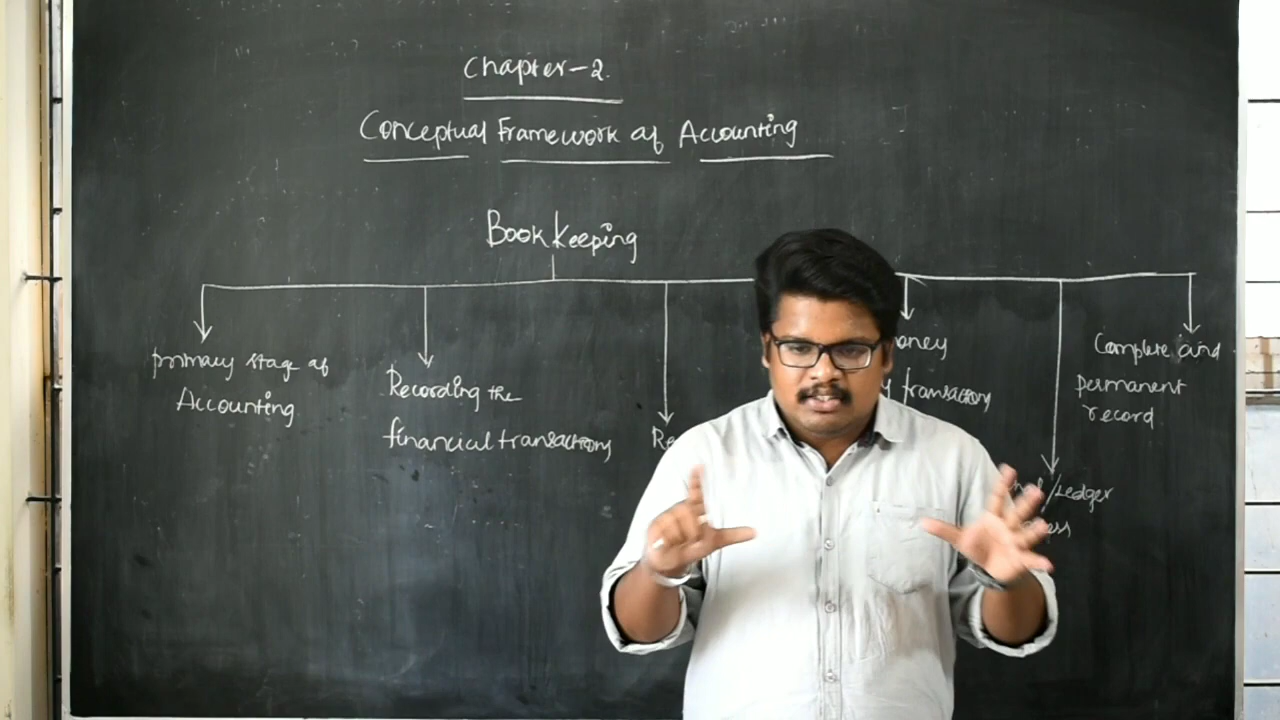 Chapter-2.
Conceptual Framework of Accounting
Book keeping
primary stage of
Accounting
Recording the
financial transactions
transactions
/Ledger
Complete and
permanent
record